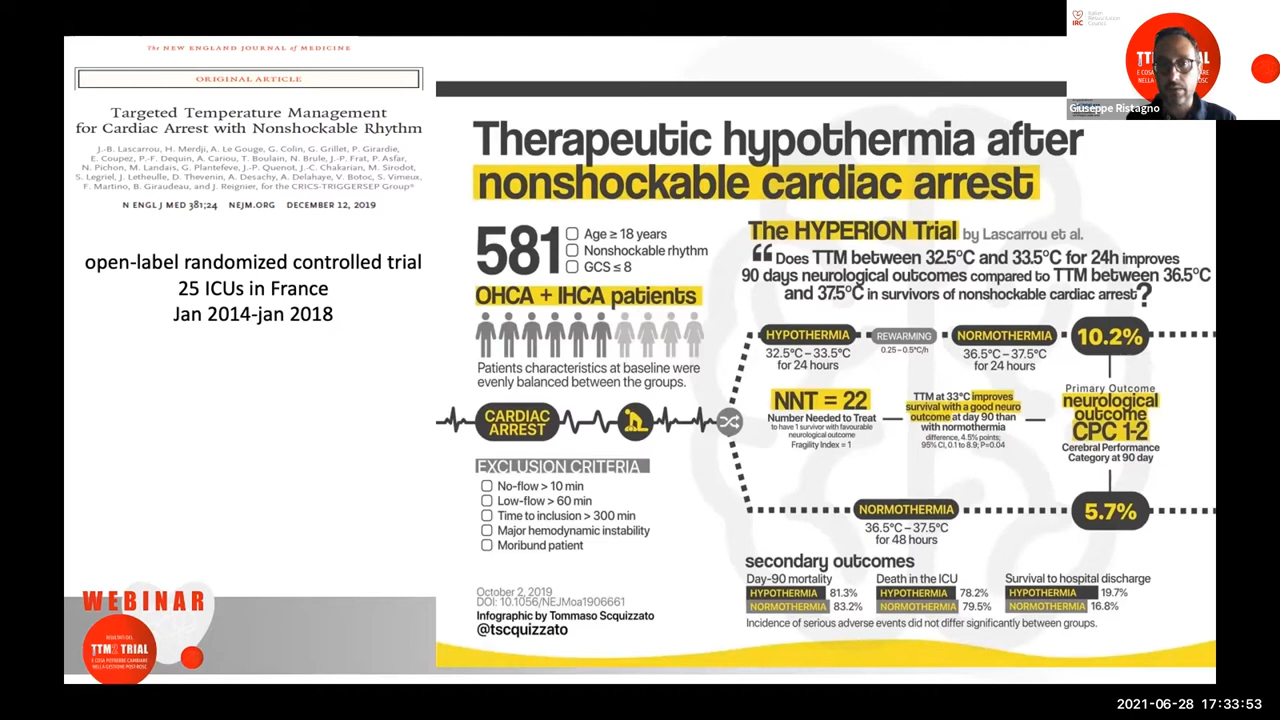 The NEW ENGLAND JOURNAL of MEDICINE
ORIGINAL ARTICLE
Targeted Temperature Management
for Cardiac Arrest with Nonshockable Rhythm
J.-B. Lascarrou, H. Merdji, A. Le Gouge, G. Colin, G. Grillet, P. Girardie,
E. Coupez, P.-F. Dequin, A. Cariou, T. Boulain, N. Brule, J.-P. Frat, P. Asfar,
N. Pichon, M. Landais, G. Plantefeve, J.-P. Quenot, J.-C. Chakarian, M. Sirodot,
S. Legriel, J. Letheulle, D. Thevenin, A. Desachy, A. Delahaye, V. Botoc, S. Vimeux,
F. Martino, B. Giraudeau, and J. Reignier, for the CRICS-TRIGGERSEP Group*
N ENGL J MED 381;24 NEJM.ORG DECEMBER 12, 2019
open-label randomized controlled trial
25 ICUs in France
Jan 2014-jan 2018
WEBINAR
RISULTATI DEL
TTM2 TRIAL
E COSA POTREBBE CAMBIARE
NELLA GESTIONE POST-ROSC
Therapeutic hypothermia after
nonshockable cardiac arrest
581
Age ≥ 18 years
Nonshockable rhythm
GCS ≤ 8
OHCA + IHCA patients
Patients characteristics at baseline were
evenly balanced between the groups.
CARDIAC
ARREST
EXCLUSION CRITERIA
No-flow > 10 min
Low-flow > 60 min
Time to inclusion > 300 min
Major hemodynamic instability
Moribund patient
October 2, 2019
DOI: 10.1056/NEJMoa1906661
Infographic by Tommaso Scquizzato
@tscquizzato
The HYPERION Trial by Lascarrou et al.
“Does TTM between 32.5°C and 33.5°C for 24h improves
90 days neurological outcomes compared to TTM between 36.5°C
and 37.5°C in survivors of nonshockable cardiac arrest?
HYPOTHERMIA
32.5°C – 33.5°C
for 24 hours
REWARMING
0.25 – 0.5°C/h
NORMOTHERMIA
36.5°C – 37.5°C
for 24 hours
10.2%
NNT = 22
Number Needed to Treat
to have 1 survivor with favourable
neurological outcome
Fragility Index = 1
TTM at 33°C improves
survival with a good neuro
outcome at day 90 than
with normothermia
difference, 4.5% points;
95% CI, 0.1 to 8.9; P=0.04
Primary Outcome
neurological
outcome
CPC 1-2
Cerebral Performance
Category at 90 day
NORMOTHERMIA
36.5°C – 37.5°C
for 48 hours
5.7%
secondary outcomes
Day-90 mortality
HYPOTHERMIA 81.3%
NORMOTHERMIA 83.2%
Death in the ICU
HYPOTHERMIA 78.2%
NORMOTHERMIA 79.5%
Survival to hospital discharge
HYPOTHERMIA 19.7%
NORMOTHERMIA 16.8%
Incidence of serious adverse events did not differ significantly between groups.
IRC
Italian
Resuscitation
Council
Giuseppe Ristagno
2021-06-28 17:33:53